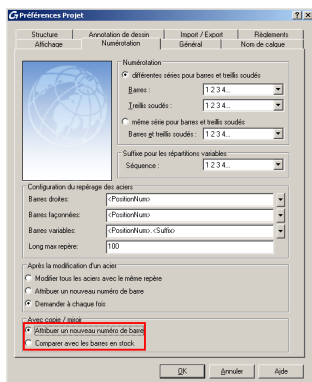 Préférences Projet
Structure Annotation de dessin Import / Export Règlements
Affichage Numérotation Général Nom de calque
Numérotation
différentes séries pour barres et treillis soudés
Barres : 1 2 3 4...
Treillis soudés : 1 2 3 4...
même série pour barres et treillis soudés
Barres et treillis soudés : 1 2 3 4...
Suffixe pour les répartitions variables
Séquence : 1 2 3 4...
Configuration du repérage des aciers
Barres droites: <PositionNum>
Barres façonnées: <PositionNum>
Barres variables: <PositionNum>.<Suffix>
Long max repère: 100
Après la modification d'un acier
Modifier tous les aciers avec le même repère
Attribuer un nouveau numéro de barre
Demander à chaque fois
Avec copie / miroir
Attribuer un nouveau numéro de barre
Comparer avec les barres en stock
OK Annuler Aide